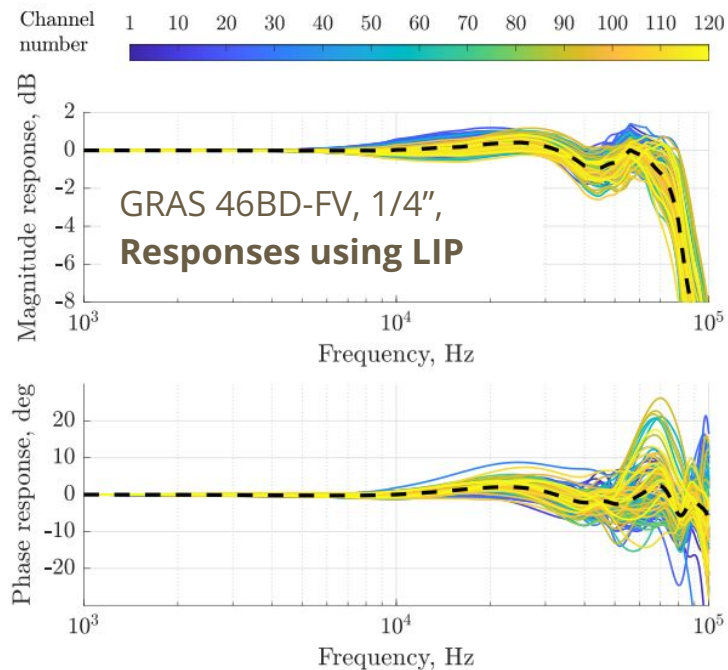 Channel number
1 10 20 30 40 50 60 70 80 90 100 110 120
Magnitude response, dB
2
0
-2
-4
-6
-8
GRAS 46BD-FV, 1/4”,
Responses using LIP
10³ 10⁴ 10⁵
Frequency, Hz
Phase response, deg
20
10
0
-10
-20
10³ 10⁴ 10⁵
Frequency, Hz